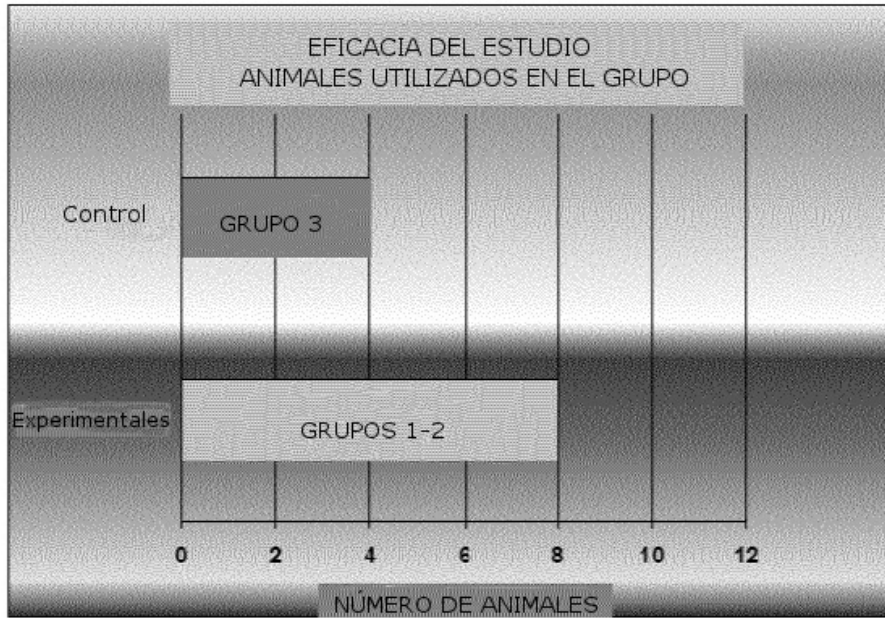 EFICACIA DEL ESTUDIO
ANIMALES UTILIZADOS EN EL GRUPO
Control
GRUPO 3
Experimentales
GRUPOS 1-2
0 2 4 6 8 10 12
NÚMERO DE ANIMALES